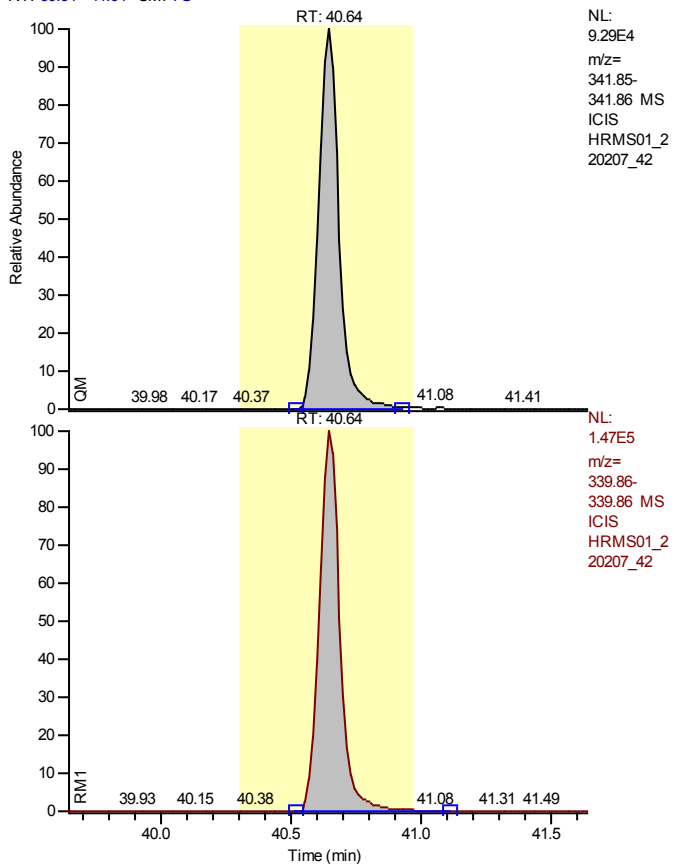 RT: 40.64
NL:
9.29E4
m/z=
341.85-
341.86 MS
ICIS
HRMS01_2
20207_42
100
90
80
70
60
50
40
30
20
10
0
Relative Abundance
QM
39.98 40.17 40.37 41.08 41.41
RT: 40.64
NL:
1.47E5
m/z=
339.86-
339.86 MS
ICIS
HRMS01_2
20207_42
100
90
80
70
60
50
40
30
20
10
0
RM1
39.93 40.15 40.38 41.08 41.31 41.49
40.0 40.5 41.0 41.5
Time (min)